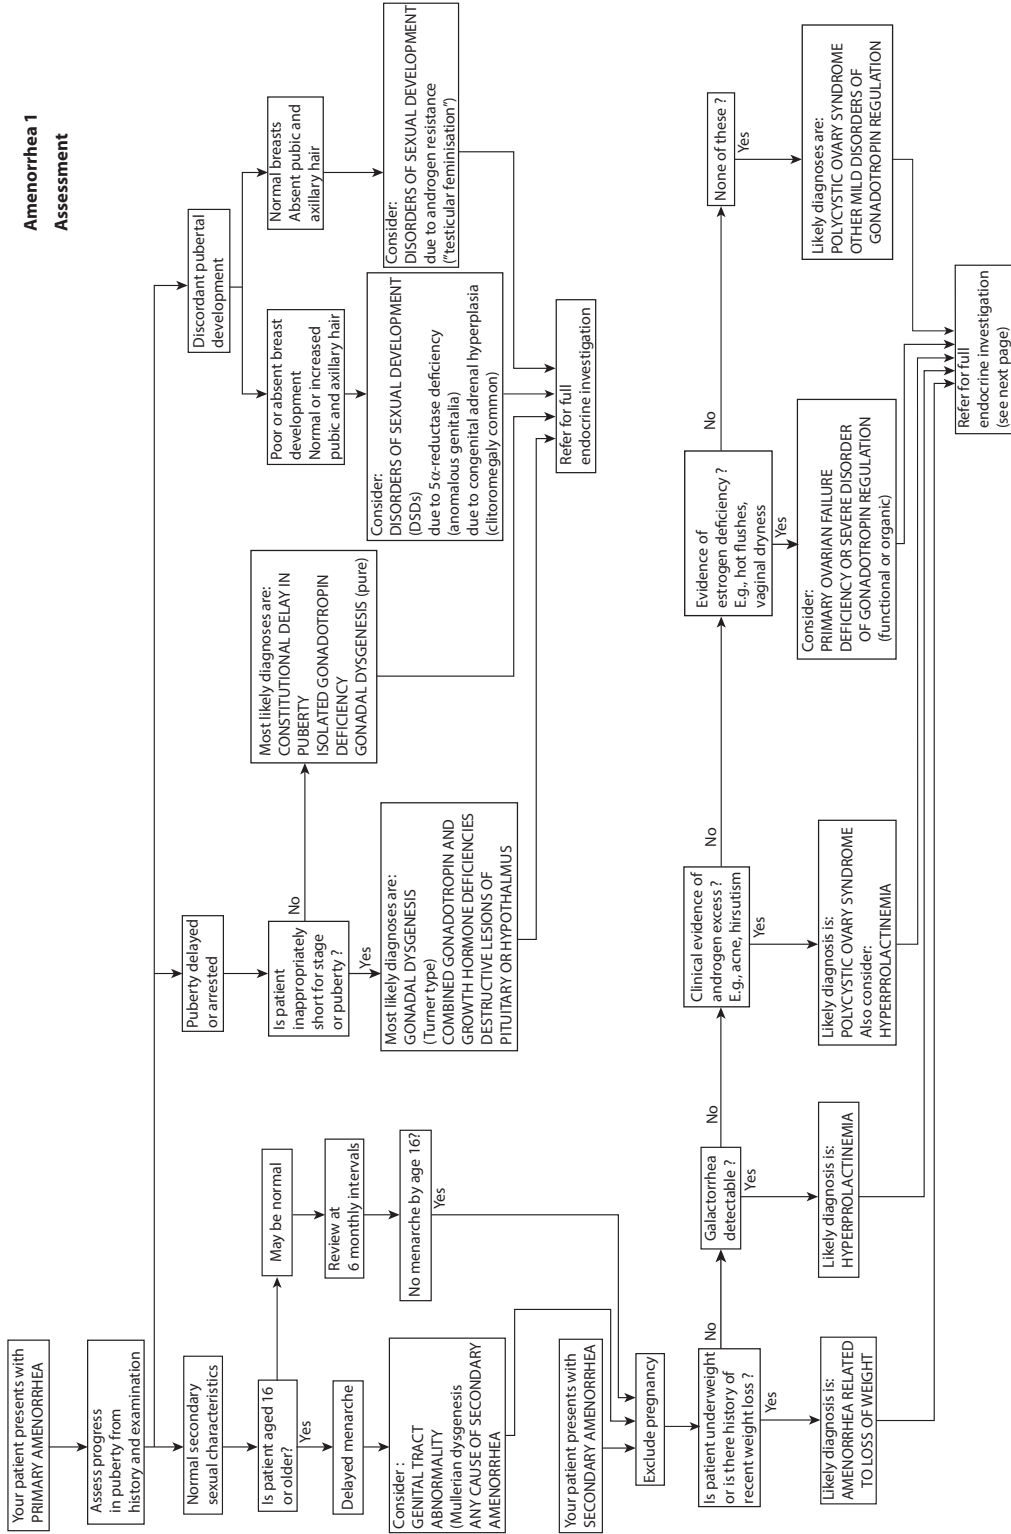 Amenorrhea 1
Assessment
Your patient presents with
PRIMARY AMENORRHEA
Assess progress
in puberty from
history and examination
Normal secondary
sexual characteristics
Is patient aged 16
or older?
Yes
Delayed menarche
Consider :
GENITAL TRACT
ABNORMALITY
(Mullerian dysgenesis
ANY CAUSE OF SECONDARY
AMENORRHEA
May be normal
Review at
6 monthly intervals
No menarche by age 16?
Yes
Puberty delayed
or arrested
Is patient
inappropriately
short for stage
or puberty ?
No
Yes
Most likely diagnoses are:
CONSTITUTIONAL DELAY IN
PUBERTY
ISOLATED GONADOTROPIN
DEFICIENCY
GONADAL DYSGENESIS (pure)
Most likely diagnoses are:
GONADAL DYSGENESIS
(Turner type)
COMBINED GONADOTROPIN AND
GROWTH HORMONE DEFICIENCIES
DESTRUCTIVE LESIONS OF
PITUITARY OR HYPOTHALMUS
Discordant pubertal
development
Poor or absent breast
development
Normal or increased
pubic and axillary hair
Consider:
DISORDERS OF SEXUAL DEVELOPMENT
(DSDs)
due to 5α-reductase deficiency
(anomalous genitalia)
due to congenital adrenal hyperplasia
(clitoromegaly common)
Normal breasts
Absent pubic and
axillary hair
Consider:
DISORDERS OF SEXUAL DEVELOPMENT
due to androgen resistance
("testicular feminisation")
Refer for full
endocrine investigation
Your patient presents with
SECONDARY AMENORRHEA
Exclude pregnancy
Is patient underweight
or is there history of
recent weight loss ?
No
Yes
Likely diagnosis is:
AMENORRHEA RELATED
TO LOSS OF WEIGHT
Galactorrhea
detectable ?
No
Yes
Likely diagnosis is:
HYPERPROLACTINEMIA
Clinical evidence of
androgen excess ?
E.g., acne, hirsutism
No
Yes
Likely diagnosis is:
POLYCYSTIC OVARY SYNDROME
Also consider:
HYPERPROLACTINEMIA
Evidence of
estrogen deficiency ?
E.g., hot flushes,
vaginal dryness
No
Yes
Consider:
PRIMARY OVARIAN FAILURE
DEFICIENCY OR SEVERE DISORDER
OF GONADOTROPIN REGULATION
(functional or organic)
None of these ?
Yes
Likely diagnoses are:
POLYCYSTIC OVARY SYNDROME
OTHER MILD DISORDERS OF
GONADOTROPIN REGULATION
Refer for full
endocrine investigation
(see next page)